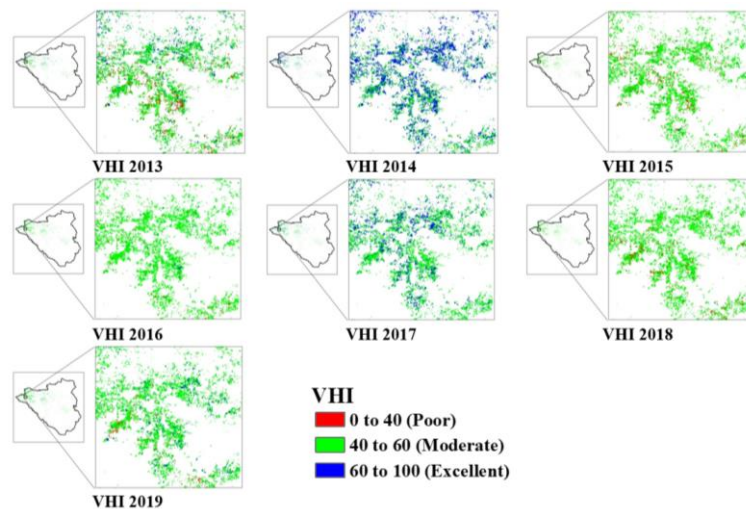 VHI 2013
VHI 2014
VHI 2015
VHI 2016
VHI 2017
VHI 2018
VHI 2019
VHI
0 to 40 (Poor)
40 to 60 (Moderate)
60 to 100 (Excellent)